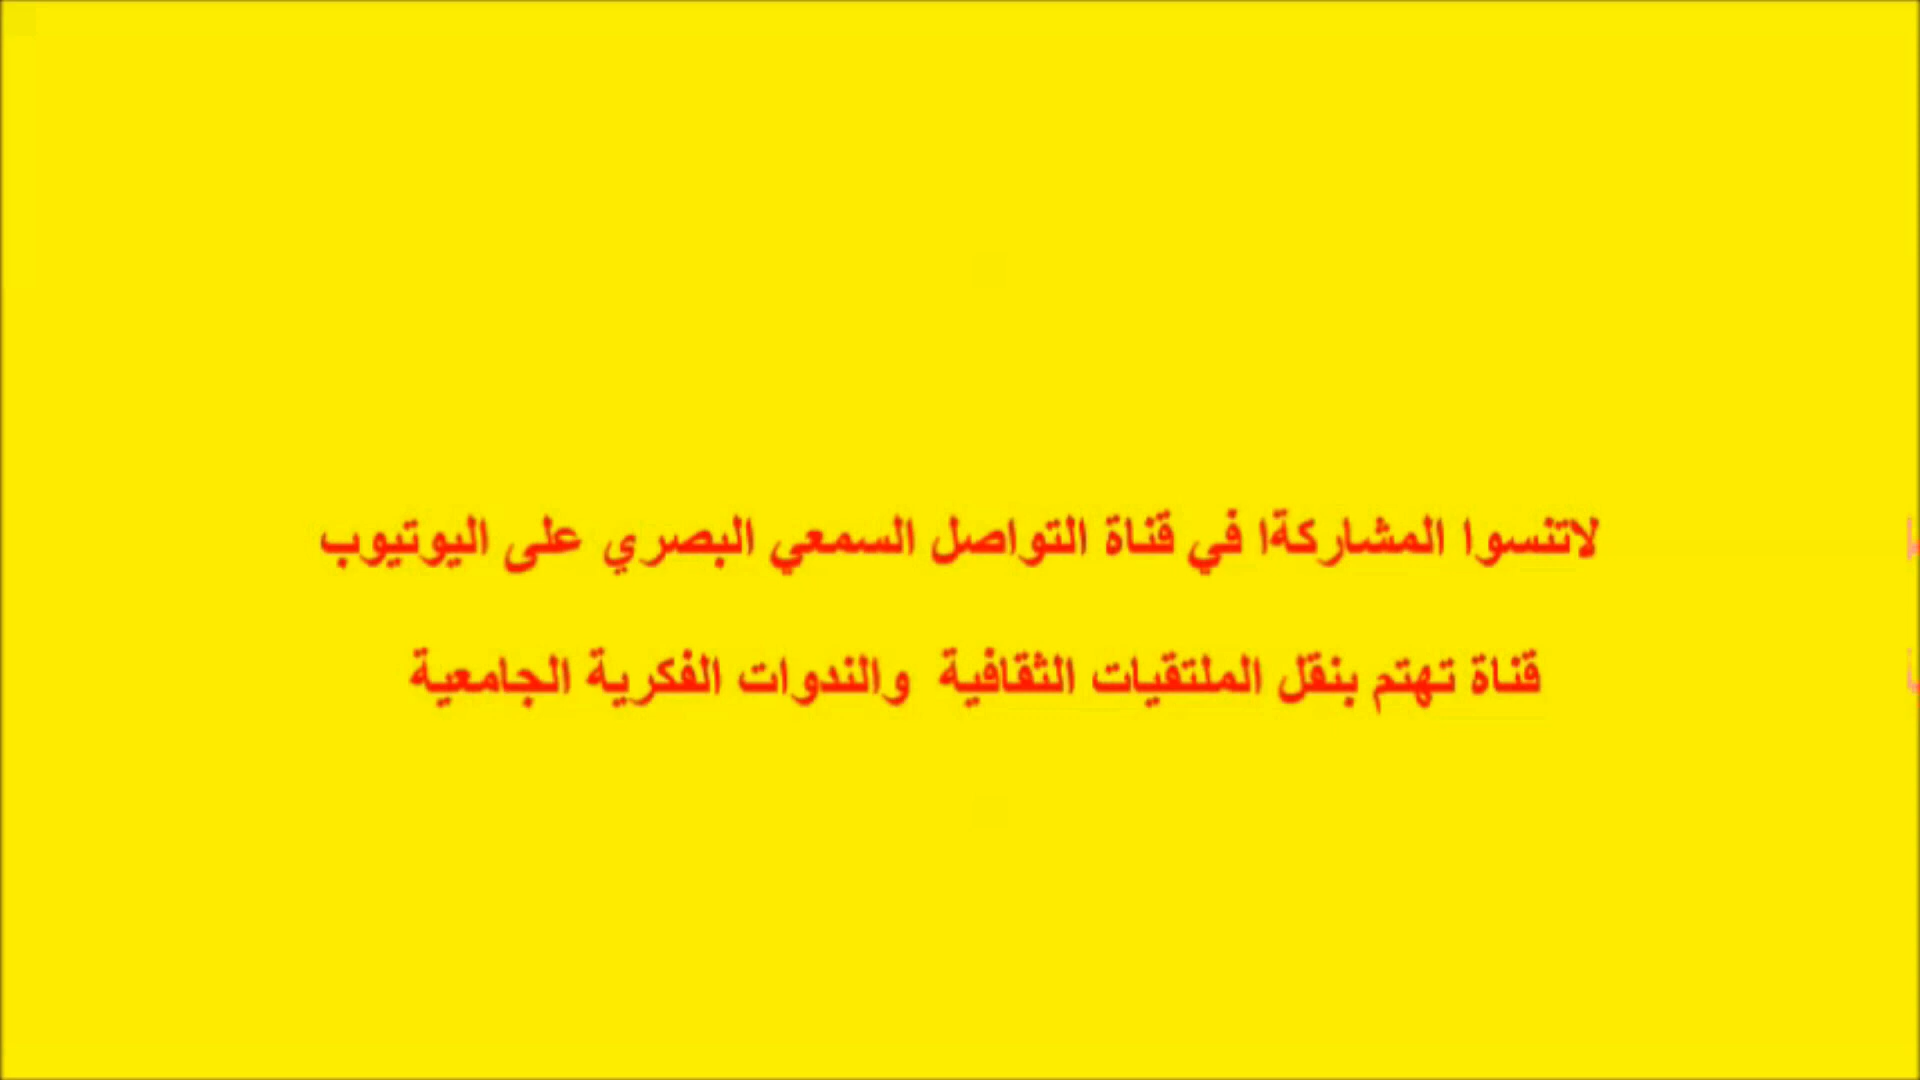 لاتنسوا المشاركةا في قناة التواصل السمعي البصري على اليوتيوب
قناة تهتم بنقل الملتقيات الثقافية والندوات الفكرية الجامعية